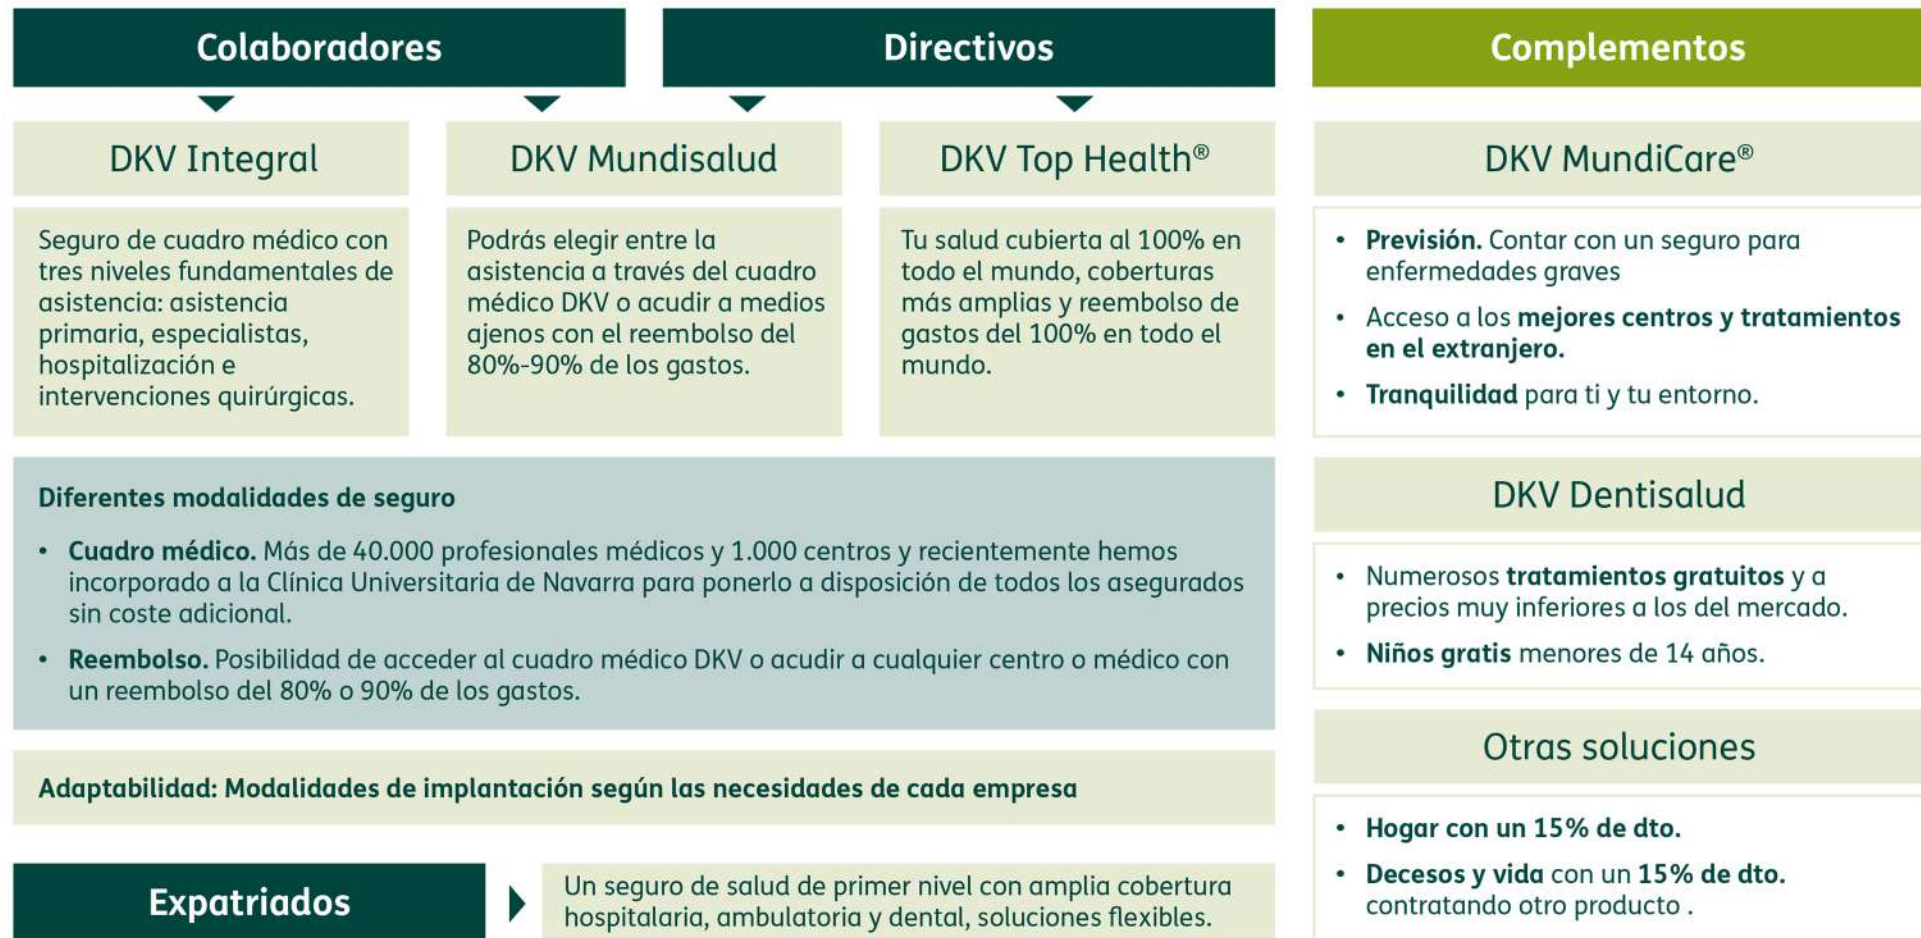 Colaboradores
Directivos
Complementos
DKV Integral
DKV Mundisalud
DKV Top Health®
DKV MundiCare®
Seguro de cuadro médico con
tres niveles fundamentales de
asistencia: asistencia
primaria, especialistas,
hospitalización e
intervenciones quirúrgicas.
Podrás elegir entre la
asistencia a través del cuadro
médico DKV o acudir a medios
ajenos con el reembolso del
80%-90% de los gastos.
Tu salud cubierta al 100% en
todo el mundo, coberturas
más amplias y reembolso de
gastos del 100% en todo el
mundo.
• Previsión. Contar con un seguro para
enfermedades graves
• Acceso a los mejores centros y tratamientos
en el extranjero.
• Tranquilidad para ti y tu entorno.
Diferentes modalidades de seguro
• Cuadro médico. Más de 40.000 profesionales médicos y 1.000 centros y recientemente hemos
incorporado a la Clínica Universitaria de Navarra para ponerlo a disposición de todos los asegurados
sin coste adicional.
• Reembolso. Posibilidad de acceder al cuadro médico DKV o acudir a cualquier centro o médico con
un reembolso del 80% o 90% de los gastos.
DKV Dentisalud
• Numerosos tratamientos gratuitos y a
precios muy inferiores a los del mercado.
• Niños gratis menores de 14 años.
Adaptabilidad: Modalidades de implantación según las necesidades de cada empresa
Otras soluciones
• Hogar con un 15% de dto.
• Decesos y vida con un 15% de dto.
contratando otro producto .
Expatriados
Un seguro de salud de primer nivel con amplia cobertura
hospitalaria, ambulatoria y dental, soluciones flexibles.